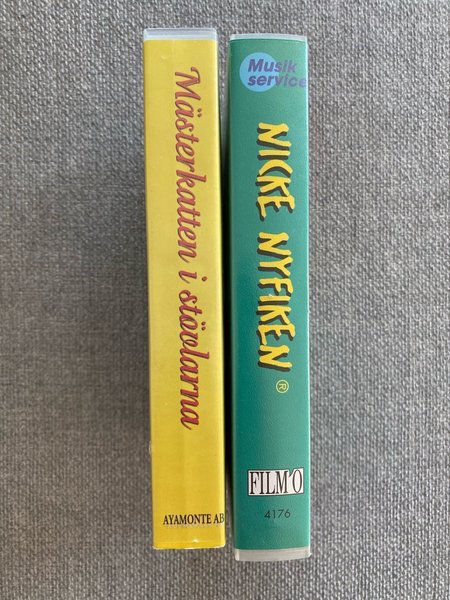 Mästerkatten i stövlarna
AYAMONTE AB
Musik
service
NICKE NYFIKEN ®
FILM'O
4176